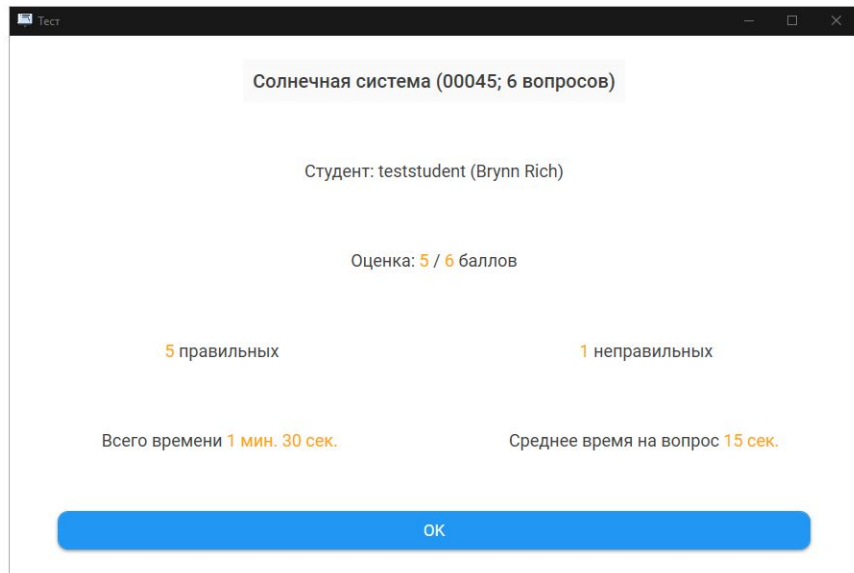 Тест
Солнечная система (00045; 6 вопросов)
Студент: teststudent (Brynn Rich)
Оценка: 5 / 6 баллов
5 правильных
1 неправильных
Всего времени 1 мин. 30 сек.
Среднее время на вопрос 15 сек.
OK